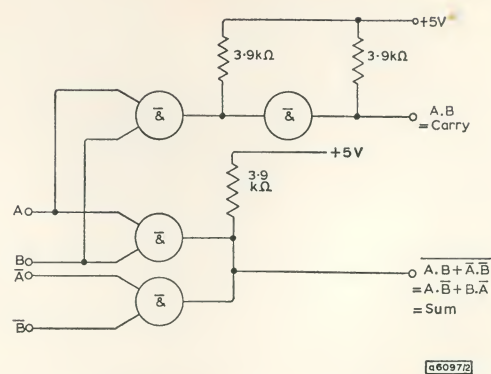 +5V
3·9kΩ
3·9kΩ
&̅
&̅
A.B
=Carry
+5V
3·9
kΩ
A
&̅
B
A̅
&̅
B̅
A̅.̅B̅ ̅+̅ ̅A̅.̅B̅
=A.B̅+B.A̅
=Sum
a6097/2